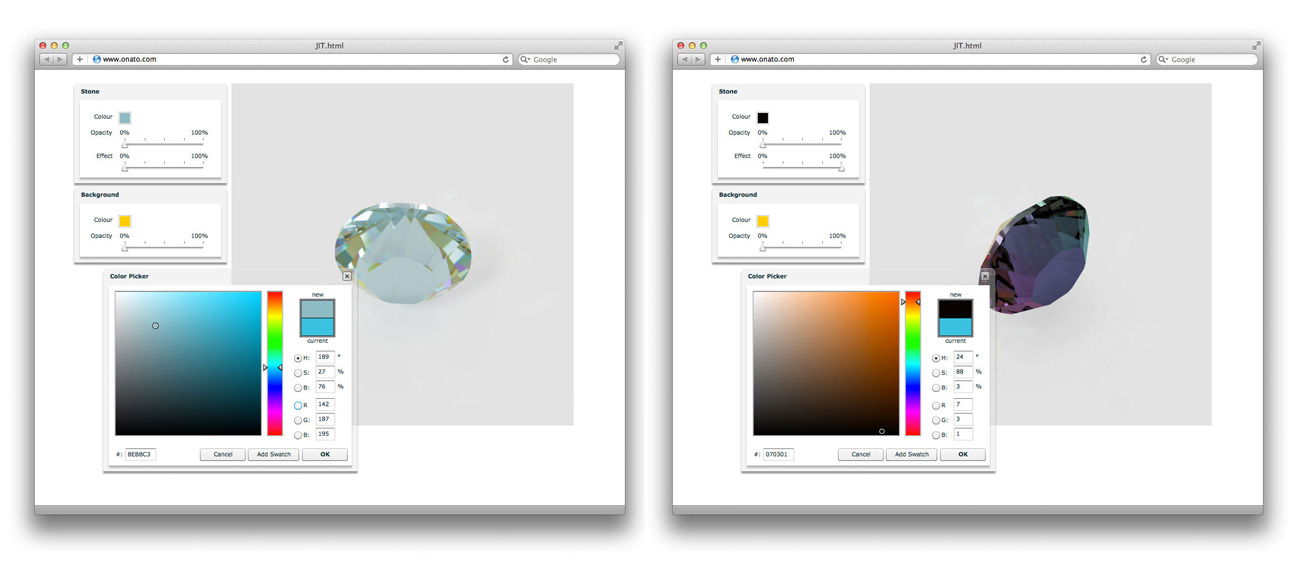 JIT.html
www.onato.com
Google
Stone
Colour
Opacity 0% 100%
Effect 0% 100%
Background
Colour
Opacity 0% 100%
Color Picker
new
current
H: 189 °
S: 27 %
B: 76 %
R 142
G: 187
B: 195
#: 8EBBC3
Cancel Add Swatch OK
JIT.html
www.onato.com
Google
Stone
Colour
Opacity 0% 100%
Effect 0% 100%
Background
Colour
Opacity 0% 100%
Color Picker
new
current
H: 24 °
S: 88 %
B: 3 %
R 7
G: 3
B: 1
#: 070301
Cancel Add Swatch OK